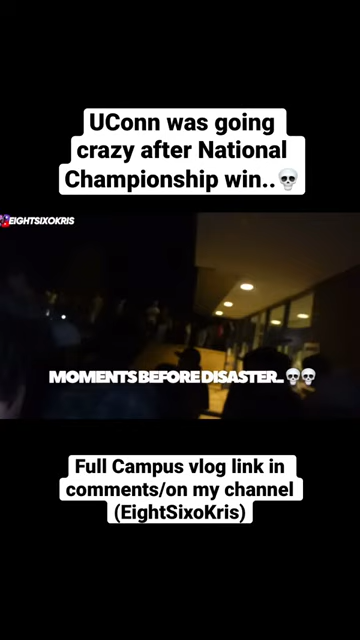 UConn was going
crazy after National
Championship win..💀
EIGHTSIXOKRIS
MOMENTS BEFORE DISASTER..💀💀
Full Campus vlog link in
comments/on my channel
(EightSixoKris)